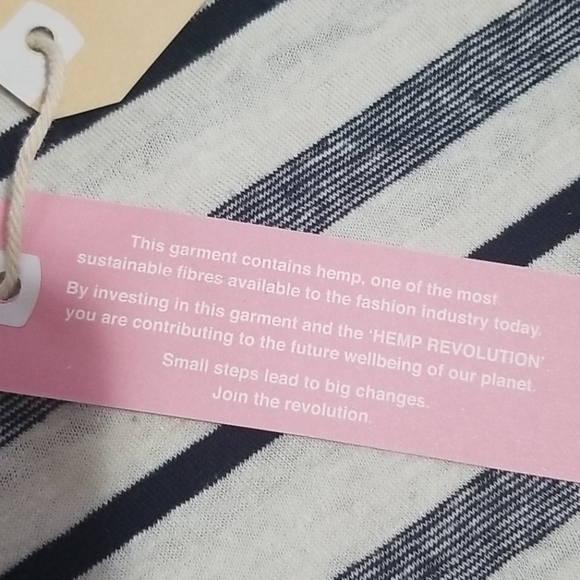 This garment contains hemp, one of the most
sustainable fibres available to the fashion industry today.
By investing in this garment and the 'HEMP REVOLUTION'
you are contributing to the future wellbeing of our planet.
Small steps lead to big changes.
Join the revolution.